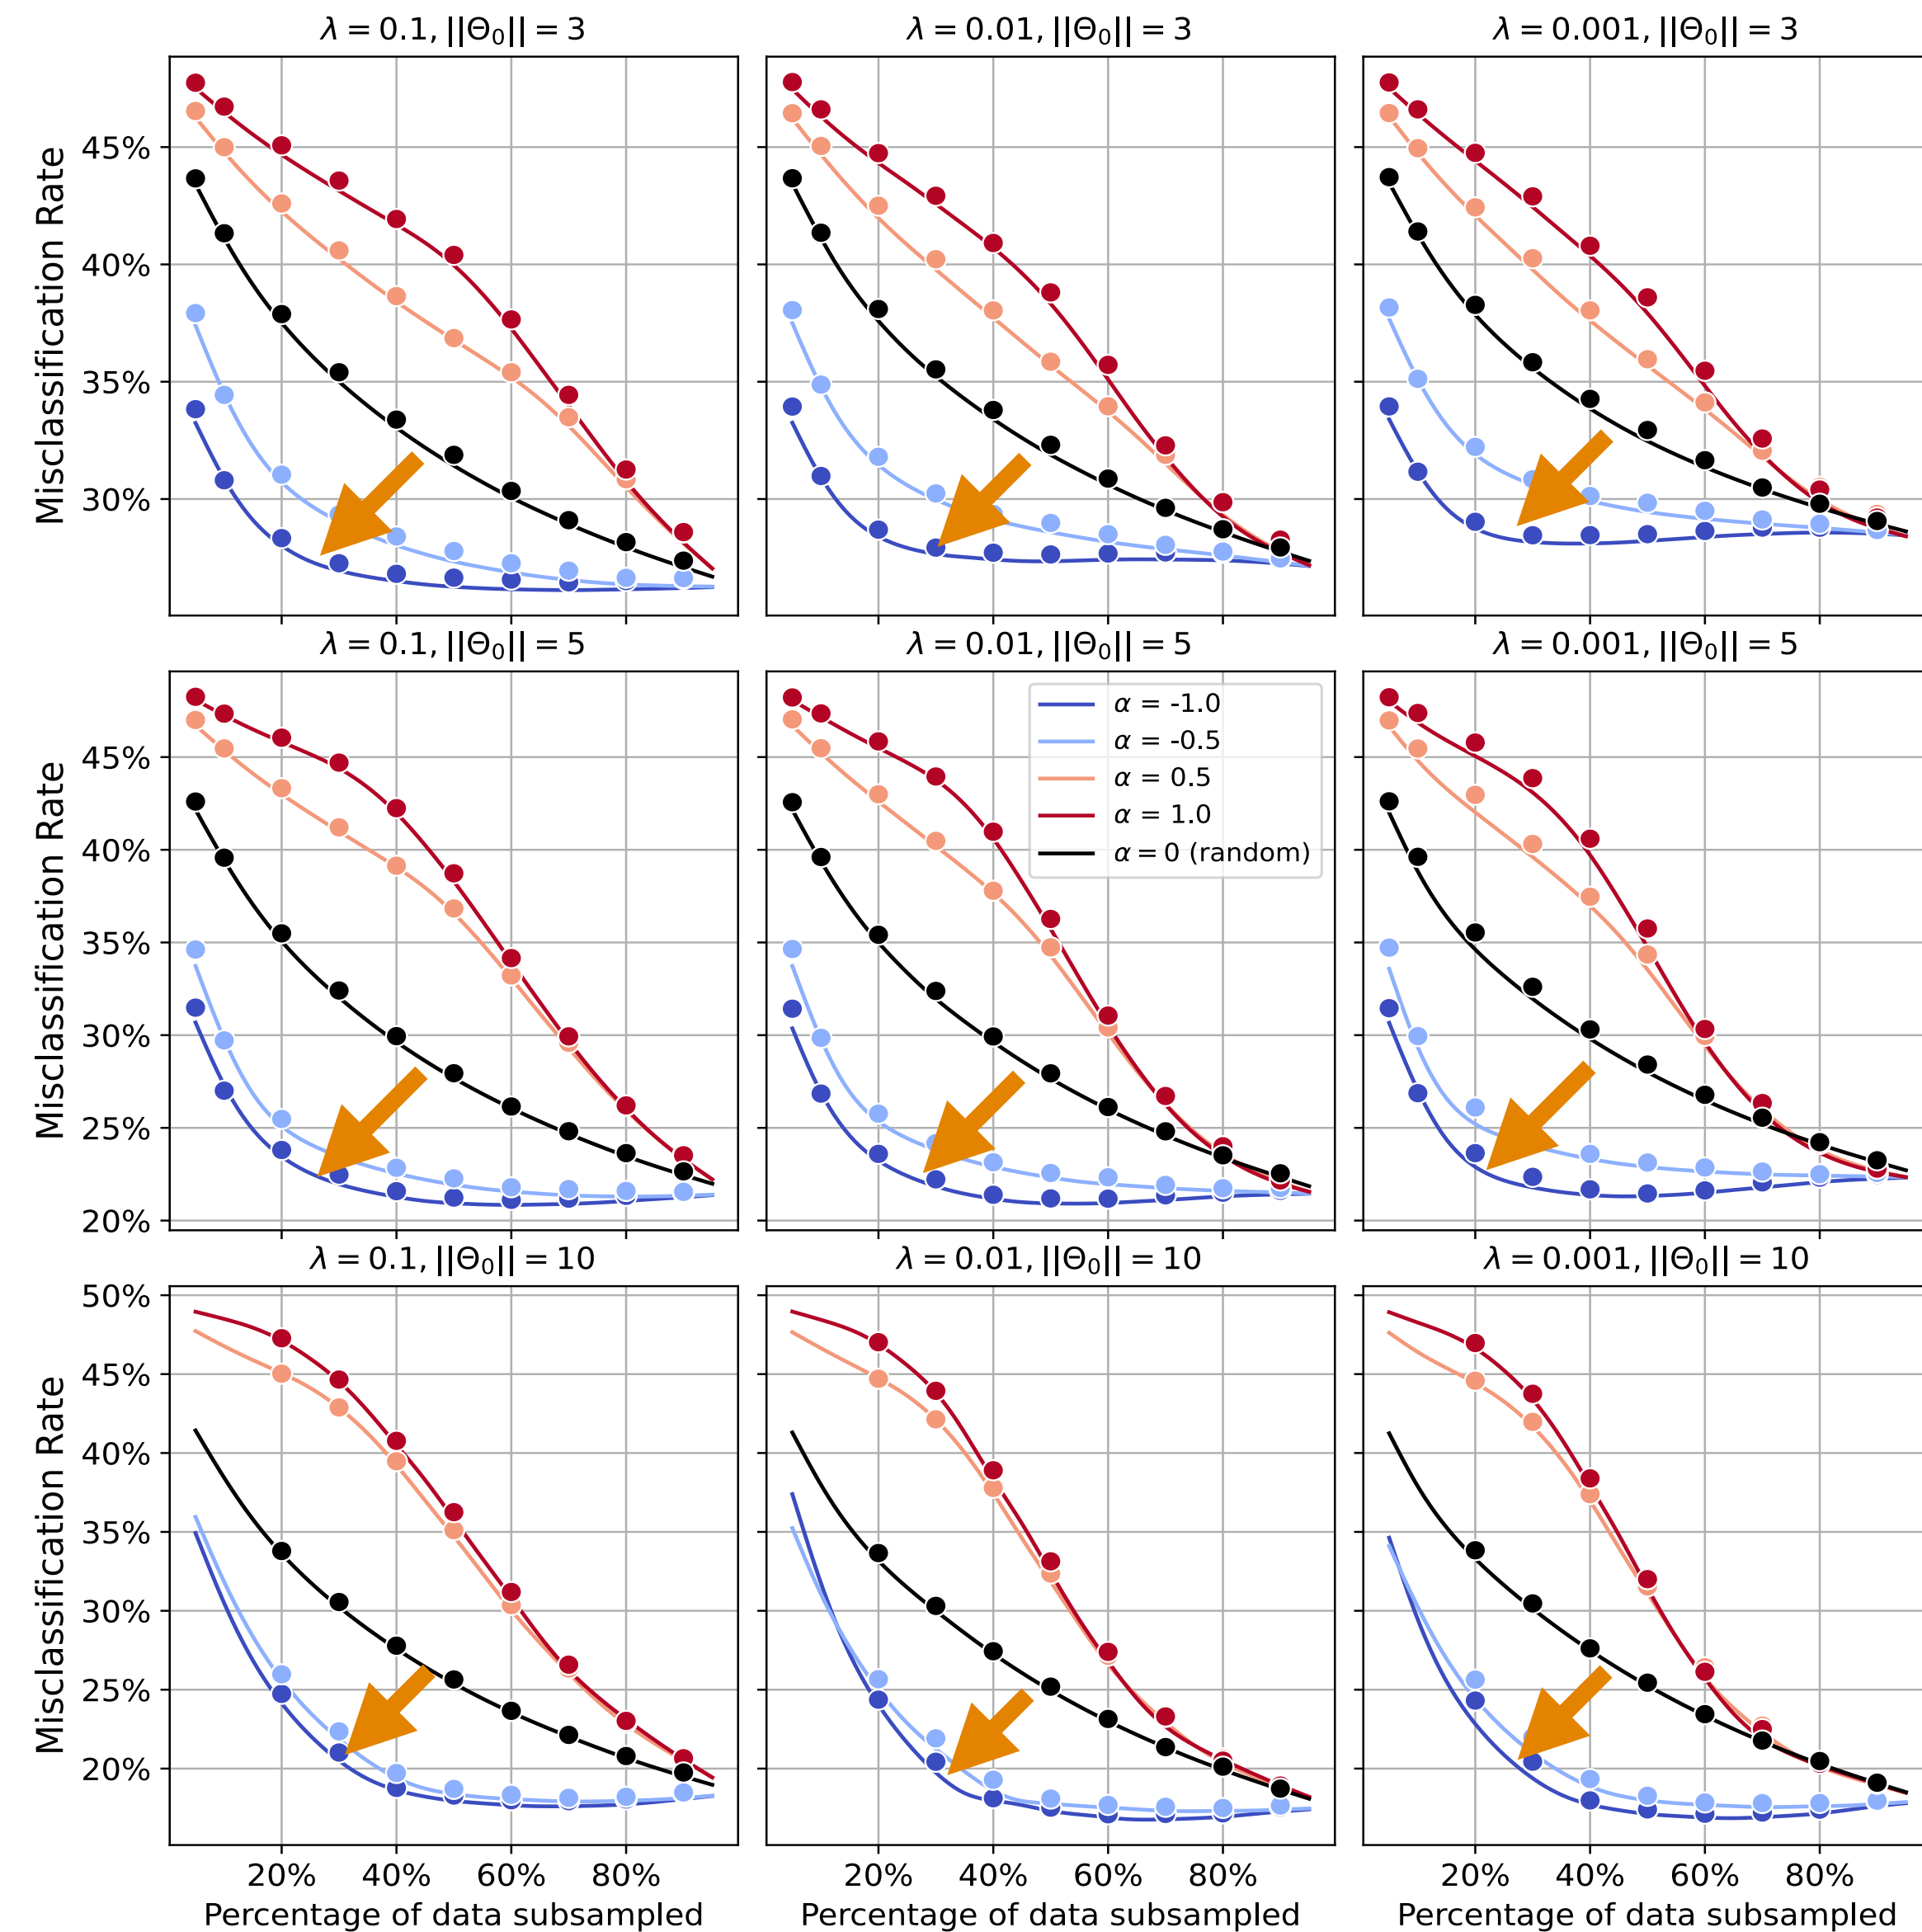 λ = 0.1, ||Θ₀|| = 3
λ = 0.01, ||Θ₀|| = 3
λ = 0.001, ||Θ₀|| = 3
Misclassification Rate
45%
40%
35%
30%
λ = 0.1, ||Θ₀|| = 5
λ = 0.01, ||Θ₀|| = 5
λ = 0.001, ||Θ₀|| = 5
Misclassification Rate
45%
40%
35%
30%
25%
20%
α = -1.0
α = -0.5
α = 0.5
α = 1.0
α = 0 (random)
λ = 0.1, ||Θ₀|| = 10
λ = 0.01, ||Θ₀|| = 10
λ = 0.001, ||Θ₀|| = 10
Misclassification Rate
50%
45%
40%
35%
30%
25%
20%
20% 40% 60% 80%
20% 40% 60% 80%
20% 40% 60% 80%
Percentage of data subsampled
Percentage of data subsampled
Percentage of data subsampled